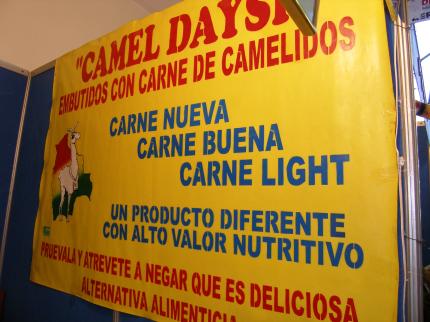 "CAMEL DAYSI
EMBUTIDOS CON CARNE DE CAMELIDOS
CARNE NUEVA
CARNE BUENA
CARNE LIGHT
UN PRODUCTO DIFERENTE
CON ALTO VALOR NUTRITIVO
PRUEVALA Y ATREVETE A NEGAR QUE ES DELICIOSA
ALTERNATIVA ALIMENTICIA